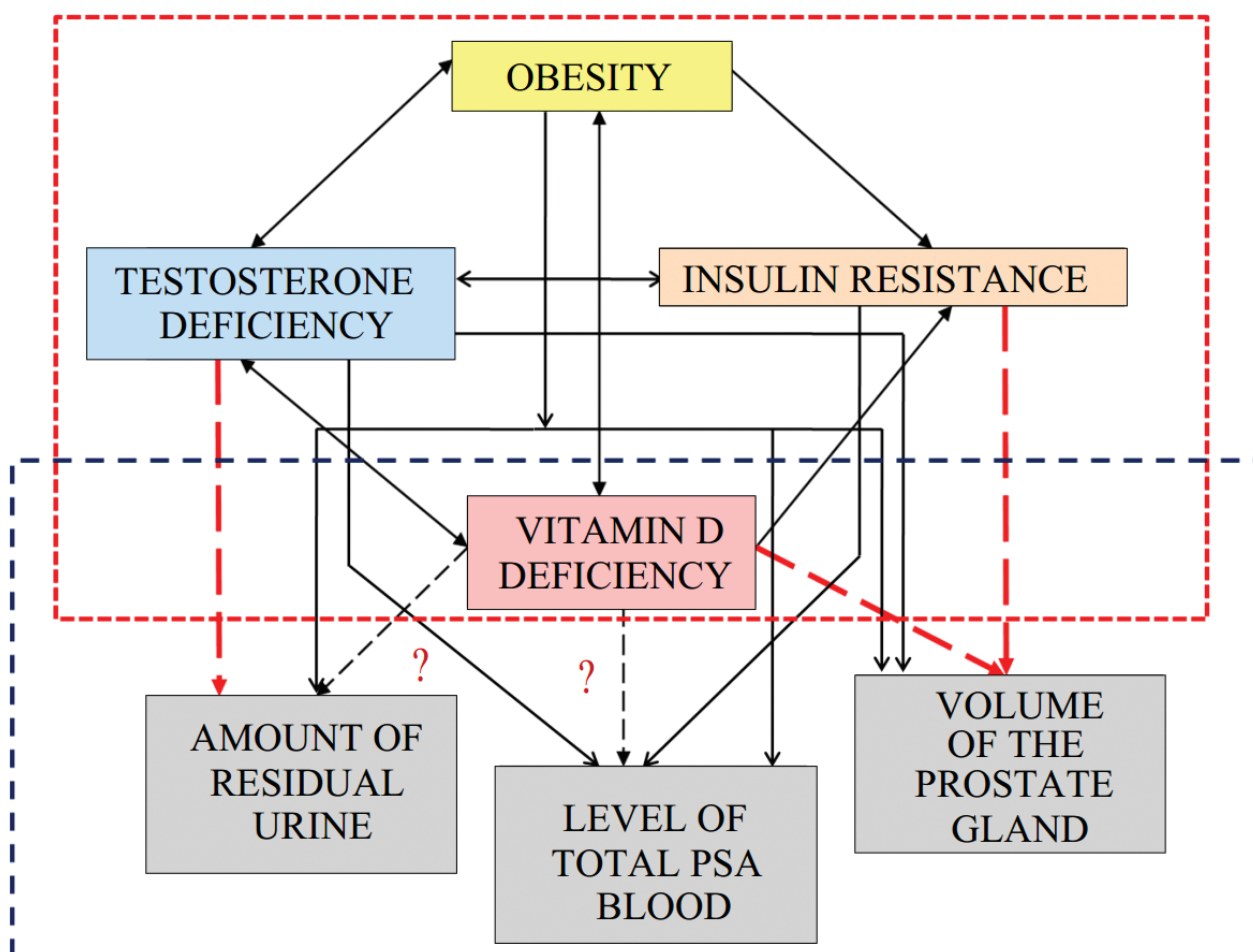 OBESITY
TESTOSTERONE
DEFICIENCY
INSULIN RESISTANCE
VITAMIN D
DEFICIENCY
?
?
AMOUNT OF
RESIDUAL
URINE
LEVEL OF
TOTAL PSA
BLOOD
VOLUME
OF THE
PROSTATE
GLAND